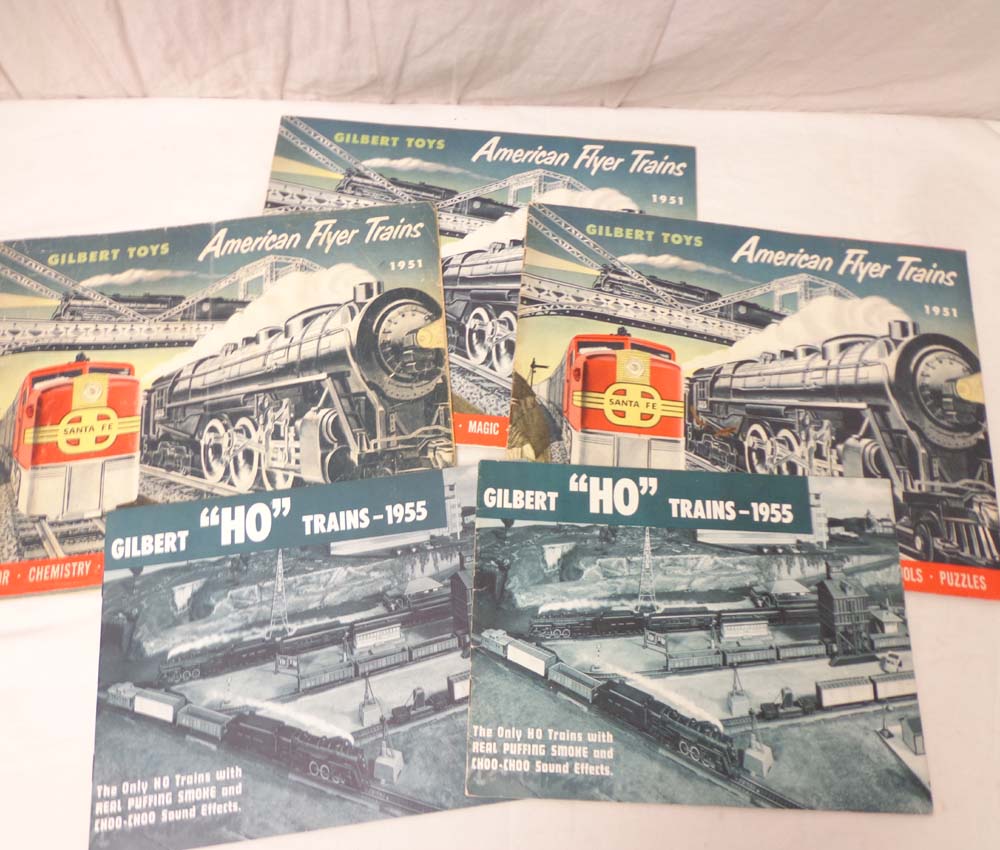 GILBERT TOYS
American Flyer Trains
1951
MAGIC ·
GILBERT TOYS
American Flyer Trains
1951
SANTA FE
· CHEMISTRY ·
GILBERT TOYS
American Flyer Trains
1951
SANTA FE
· PUZZLES
GILBERT "HO" TRAINS-1955
The Only HO Trains with
REAL PUFFING SMOKE and
CHOO-CHOO Sound Effects.
GILBERT "HO" TRAINS-1955
The Only HO Trains with
REAL PUFFING SMOKE and
CHOO-CHOO Sound Effects.